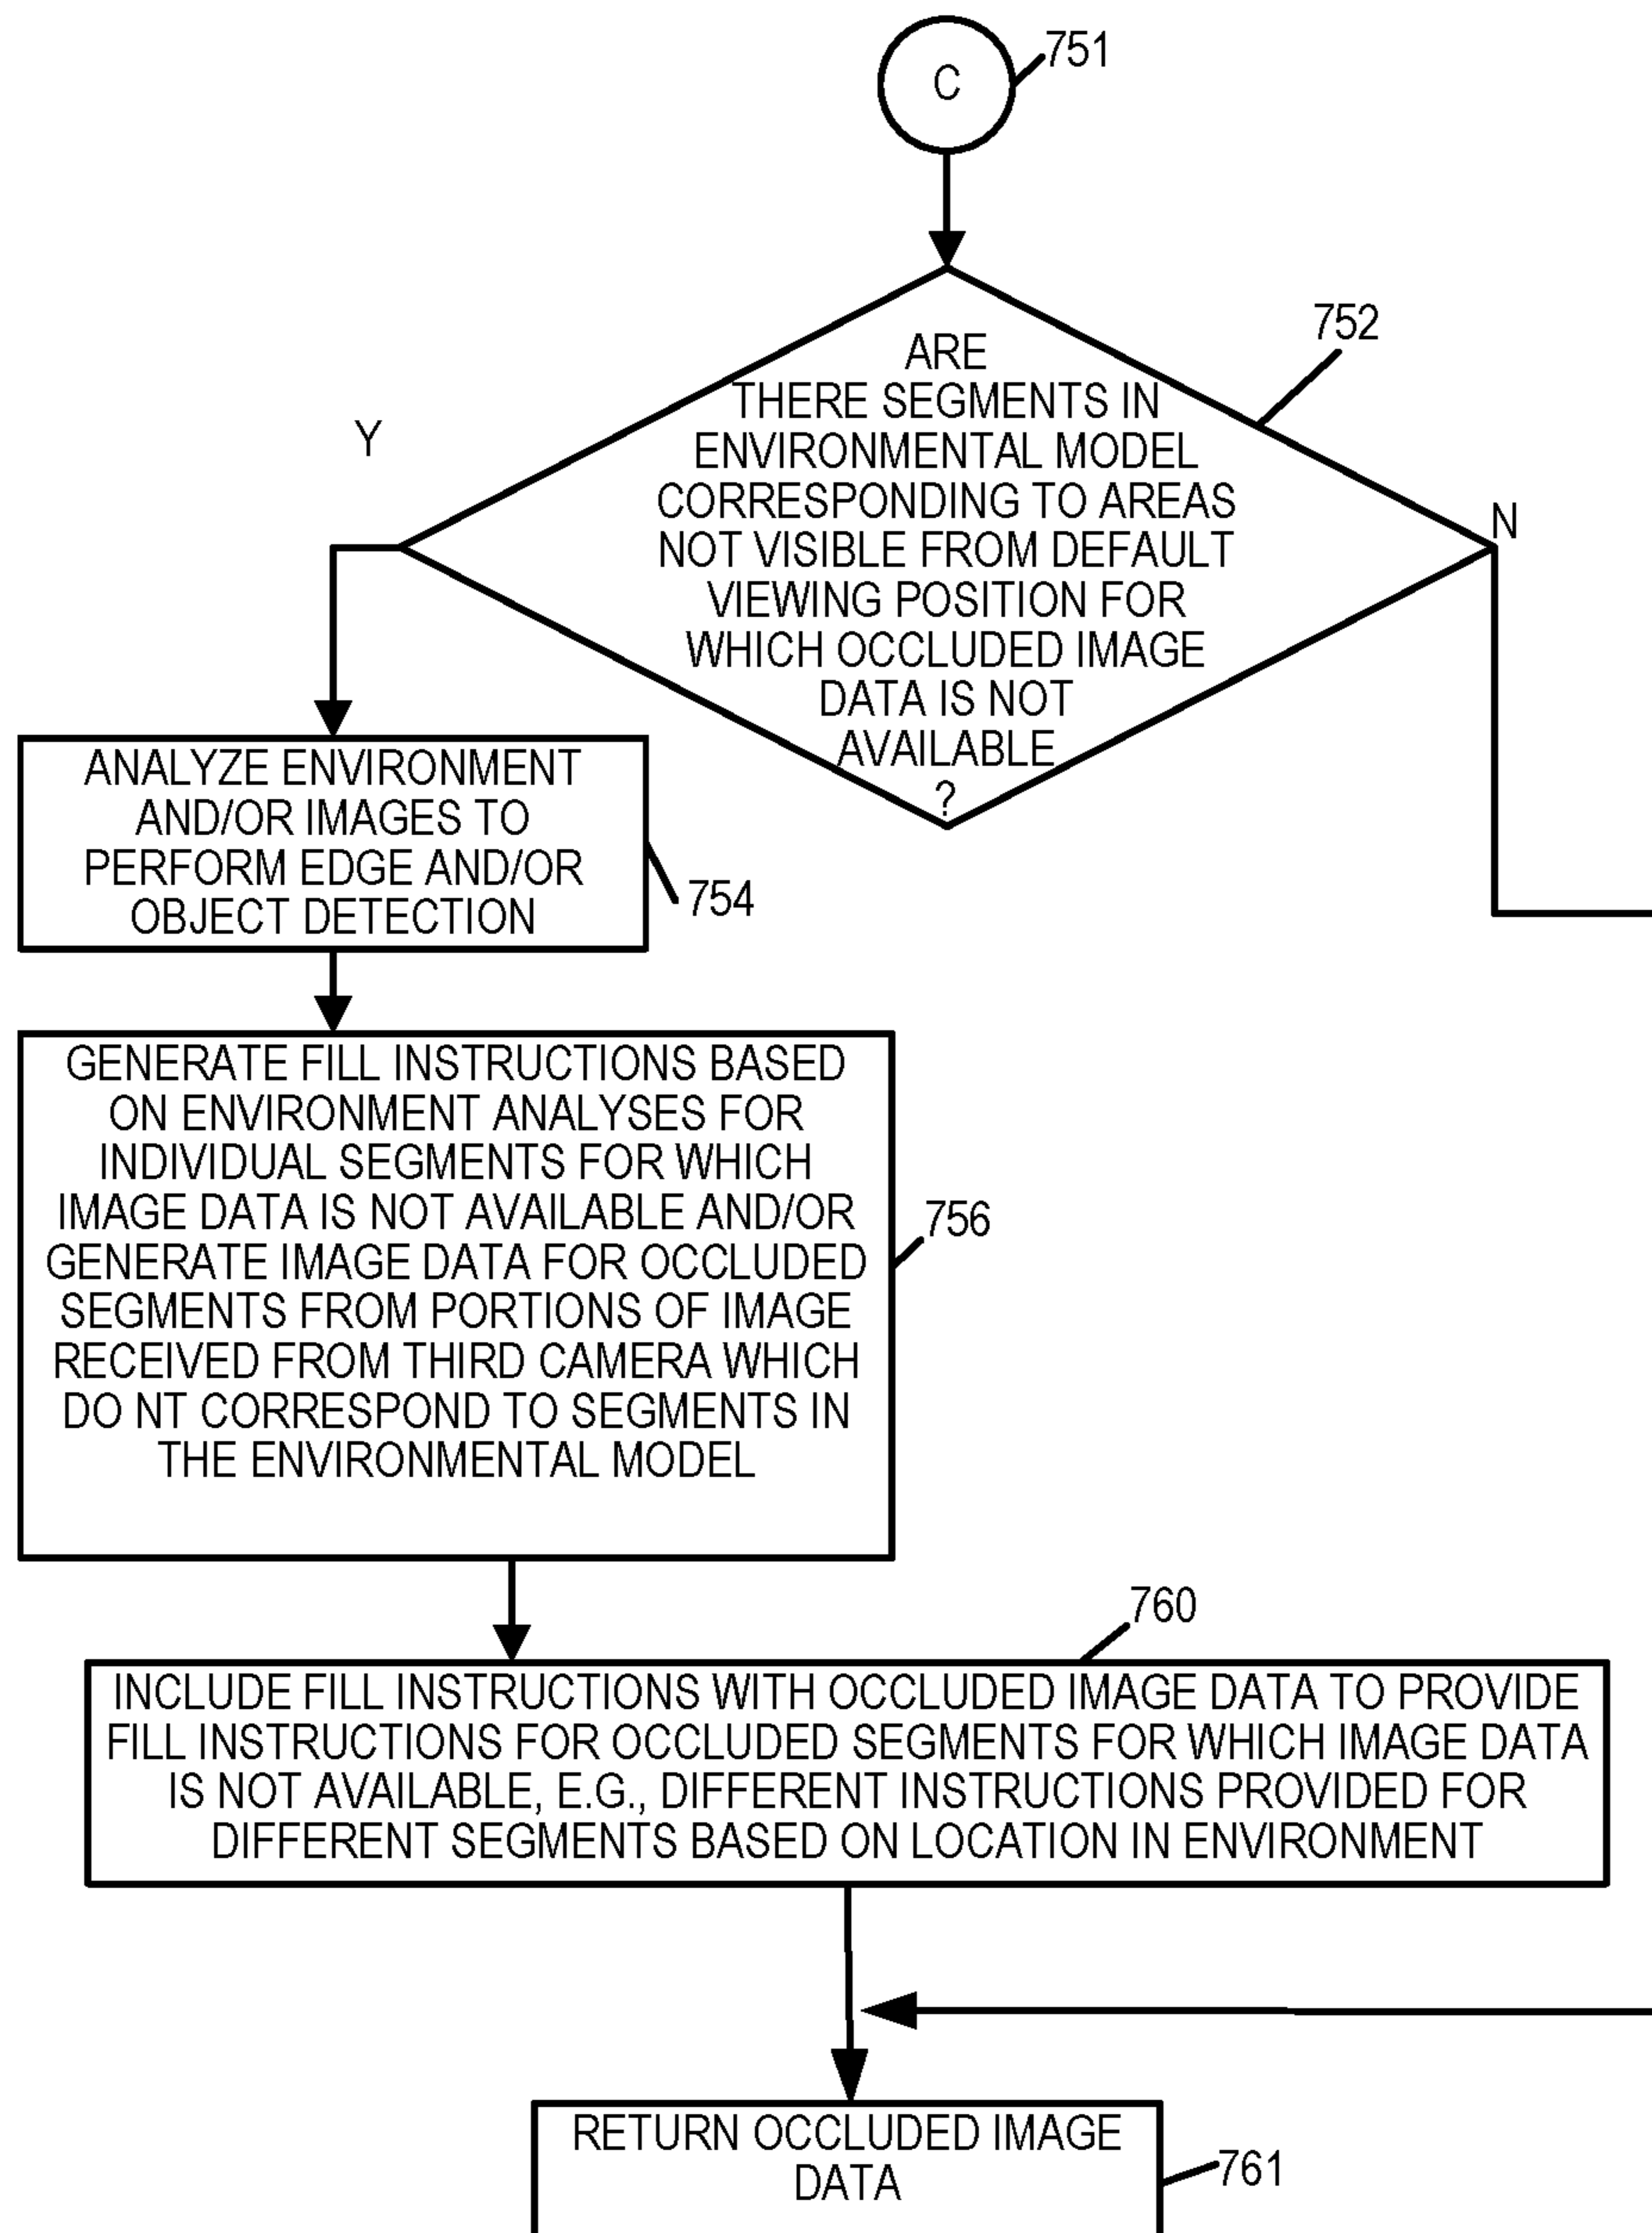 C
751
752
ARE
THERE SEGMENTS IN
ENVIRONMENTAL MODEL
CORRESPONDING TO AREAS
NOT VISIBLE FROM DEFAULT
VIEWING POSITION FOR
WHICH OCCLUDED IMAGE
DATA IS NOT
AVAILABLE
?
Y
N
ANALYZE ENVIRONMENT
AND/OR IMAGES TO
PERFORM EDGE AND/OR
OBJECT DETECTION
754
GENERATE FILL INSTRUCTIONS BASED
ON ENVIRONMENT ANALYSES FOR
INDIVIDUAL SEGMENTS FOR WHICH
IMAGE DATA IS NOT AVAILABLE AND/OR
GENERATE IMAGE DATA FOR OCCLUDED
SEGMENTS FROM PORTIONS OF IMAGE
RECEIVED FROM THIRD CAMERA WHICH
DO NT CORRESPOND TO SEGMENTS IN
THE ENVIRONMENTAL MODEL
756
760
INCLUDE FILL INSTRUCTIONS WITH OCCLUDED IMAGE DATA TO PROVIDE
FILL INSTRUCTIONS FOR OCCLUDED SEGMENTS FOR WHICH IMAGE DATA
IS NOT AVAILABLE, E.G., DIFFERENT INSTRUCTIONS PROVIDED FOR
DIFFERENT SEGMENTS BASED ON LOCATION IN ENVIRONMENT
RETURN OCCLUDED IMAGE
DATA
761